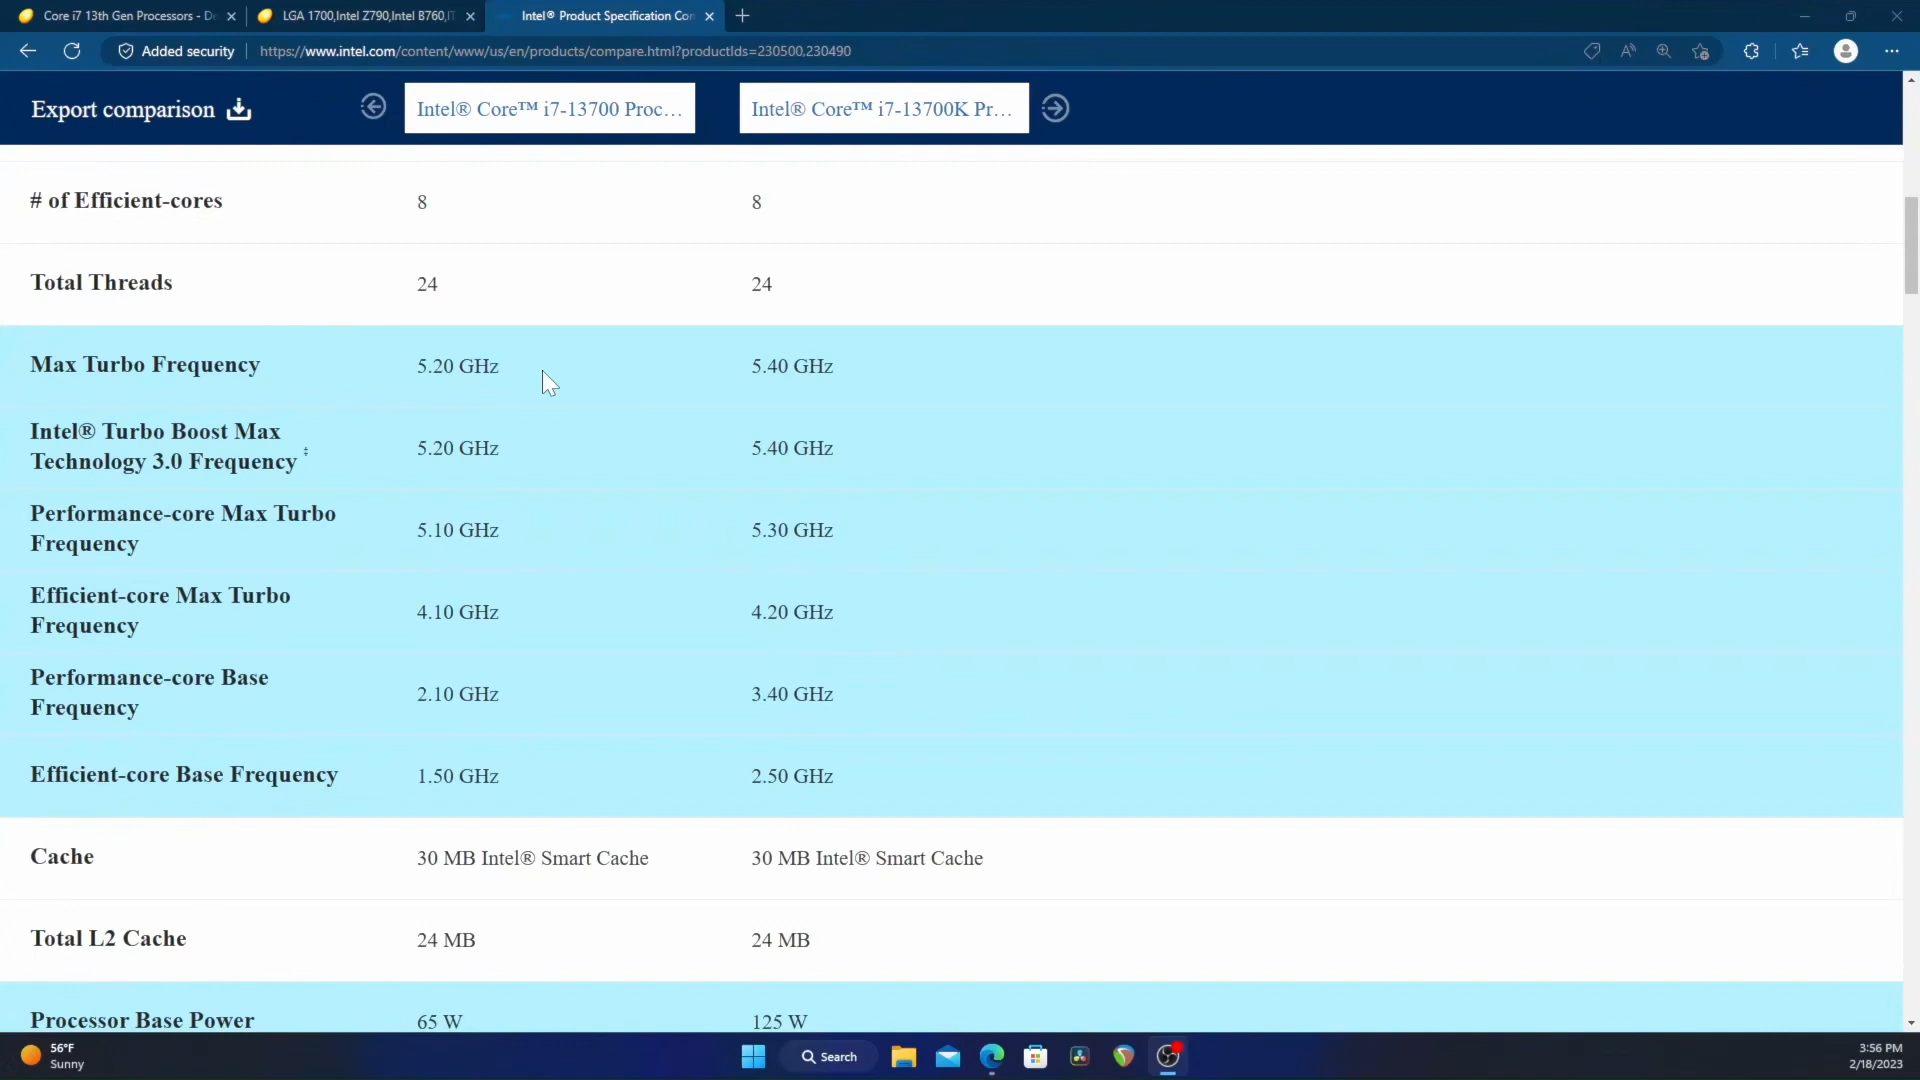 Core i7 13th Gen Processors - De
LGA 1700,Intel Z790,Intel B760,IT
Intel® Product Specification Con
Added security
https://www.intel.com/content/www/us/en/products/compare.html?productIds=230500,230490
Export comparison
Intel® Core™ i7-13700 Proc...
Intel® Core™ i7-13700K Pr...
# of Efficient-cores 8 8
Total Threads 24 24
Max Turbo Frequency 5.20 GHz 5.40 GHz
Intel® Turbo Boost Max
Technology 3.0 Frequency ‡ 5.20 GHz 5.40 GHz
Performance-core Max Turbo
Frequency 5.10 GHz 5.30 GHz
Efficient-core Max Turbo
Frequency 4.10 GHz 4.20 GHz
Performance-core Base
Frequency 2.10 GHz 3.40 GHz
Efficient-core Base Frequency 1.50 GHz 2.50 GHz
Cache 30 MB Intel® Smart Cache 30 MB Intel® Smart Cache
Total L2 Cache 24 MB 24 MB
Processor Base Power 65 W 125 W
56°F
Sunny
Search
3:56 PM
2/18/2023